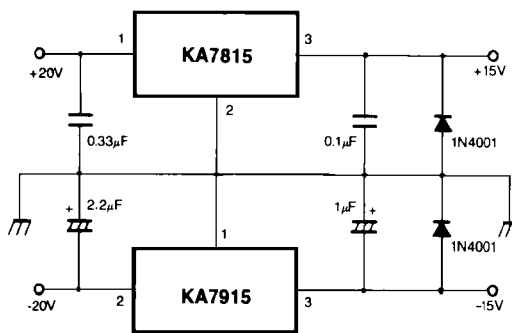 1
KA7815
3
+20V
+15V
2
0.33µF
0.1µF
1N4001
+
2.2µF
1µF
+
1
1N4001
-20V
2
KA7915
3
-15V